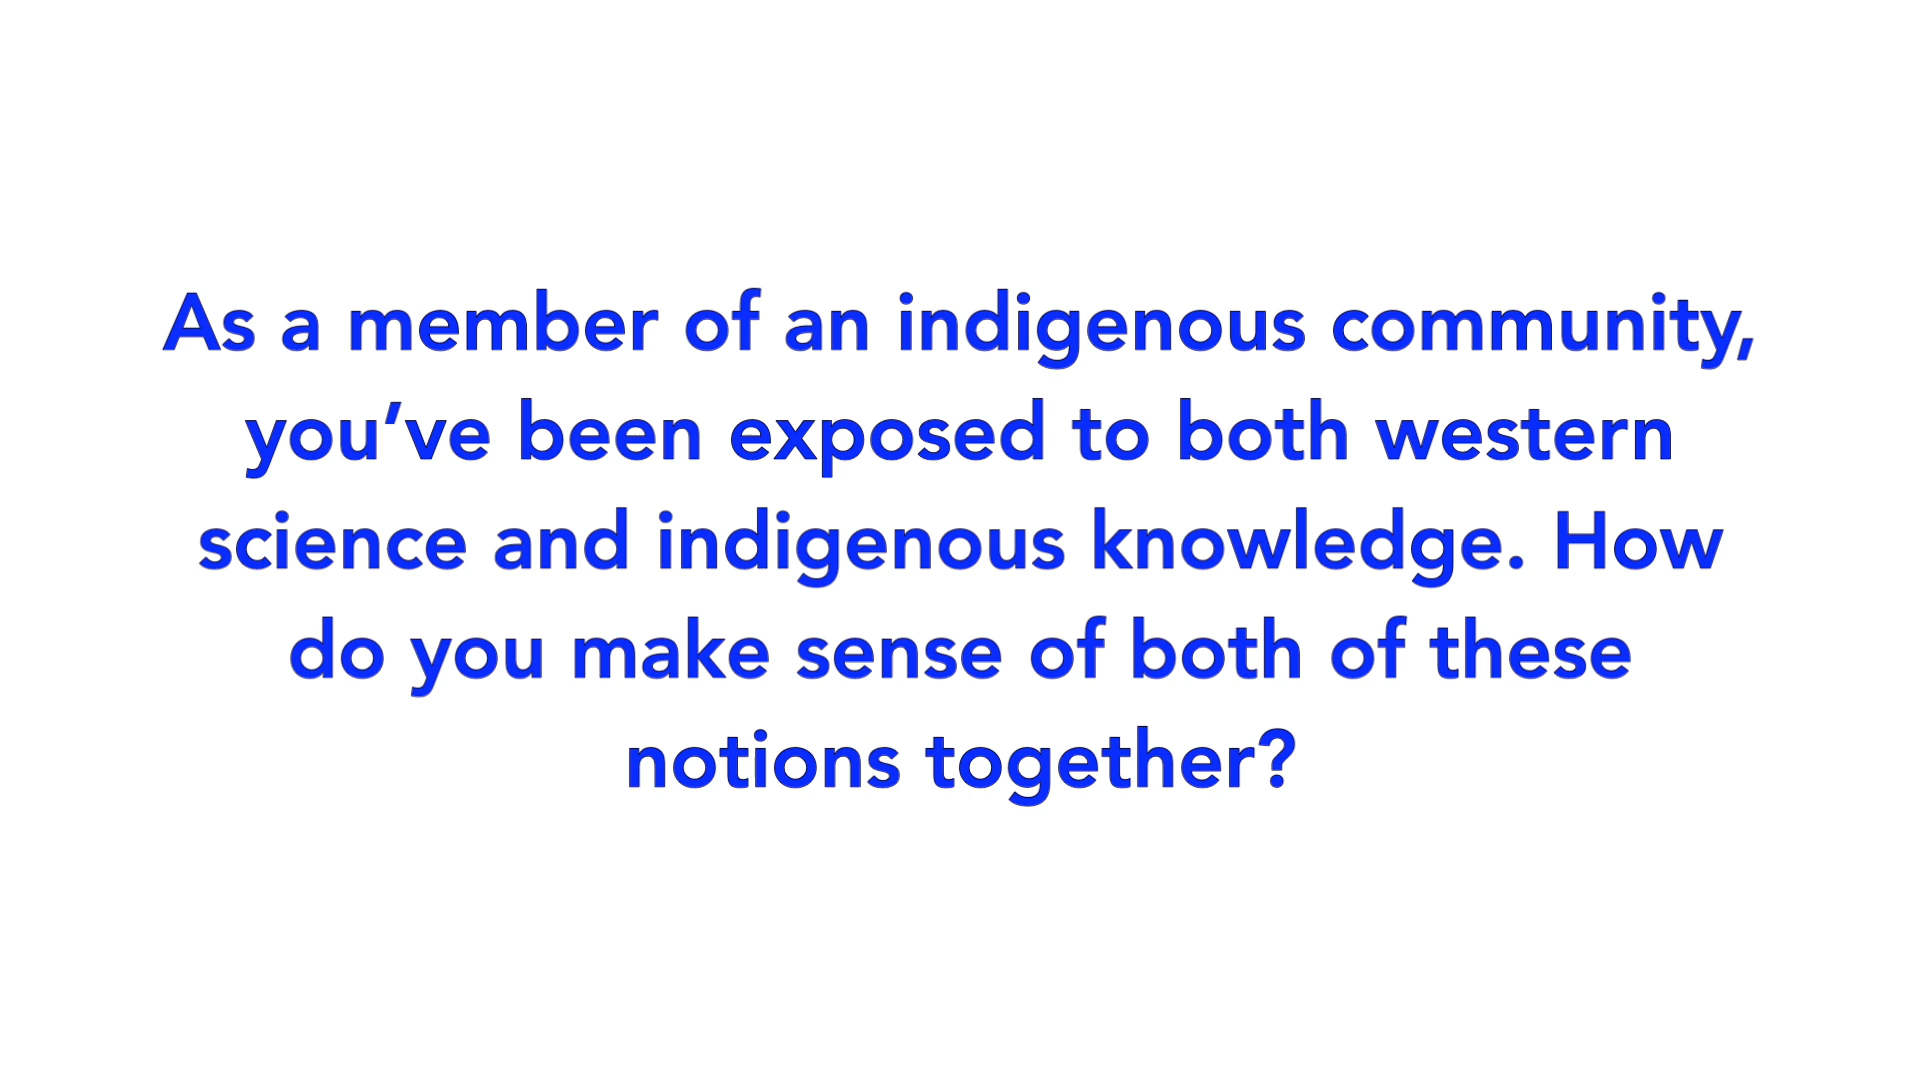 As a member of an indigenous community,
you’ve been exposed to both western
science and indigenous knowledge. How
do you make sense of both of these
notions together?